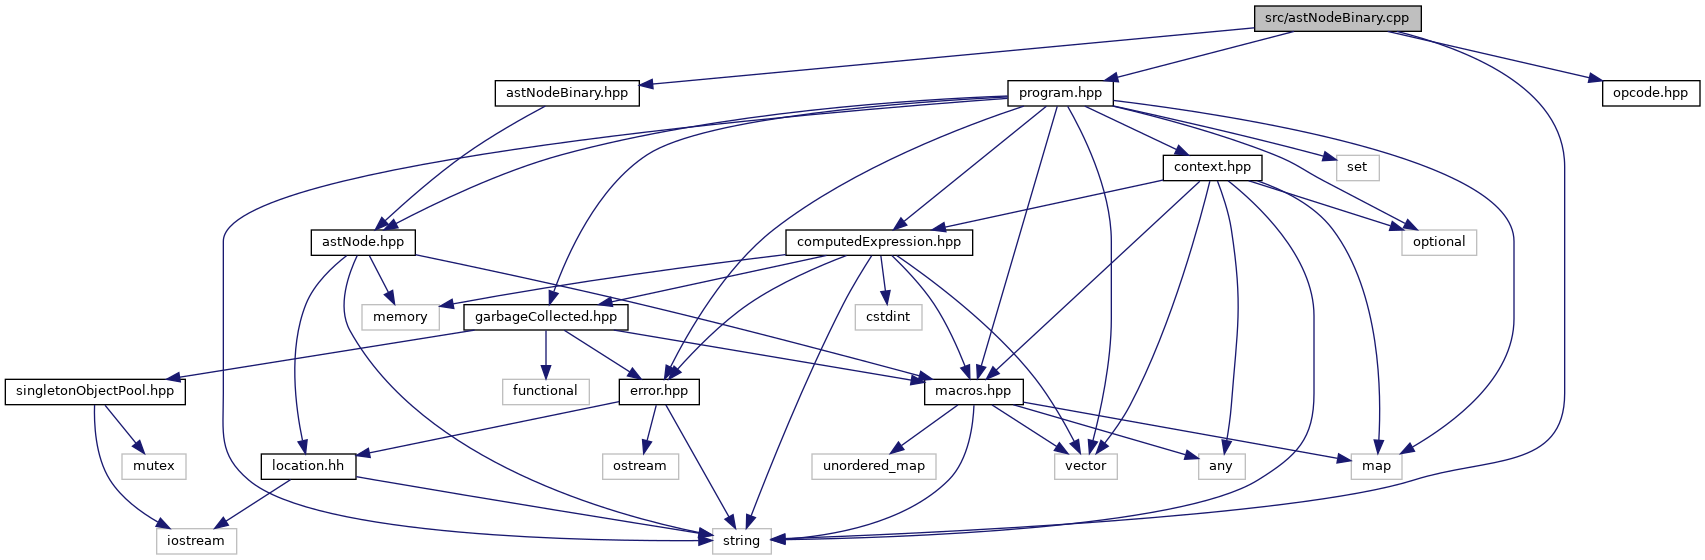 src/astNodeBinary.cpp
astNodeBinary.hpp
program.hpp
opcode.hpp
context.hpp
set
astNode.hpp
computedExpression.hpp
optional
memory
garbageCollected.hpp
cstdint
singletonObjectPool.hpp
functional
error.hpp
macros.hpp
mutex
location.hh
ostream
unordered_map
vector
any
map
iostream
string